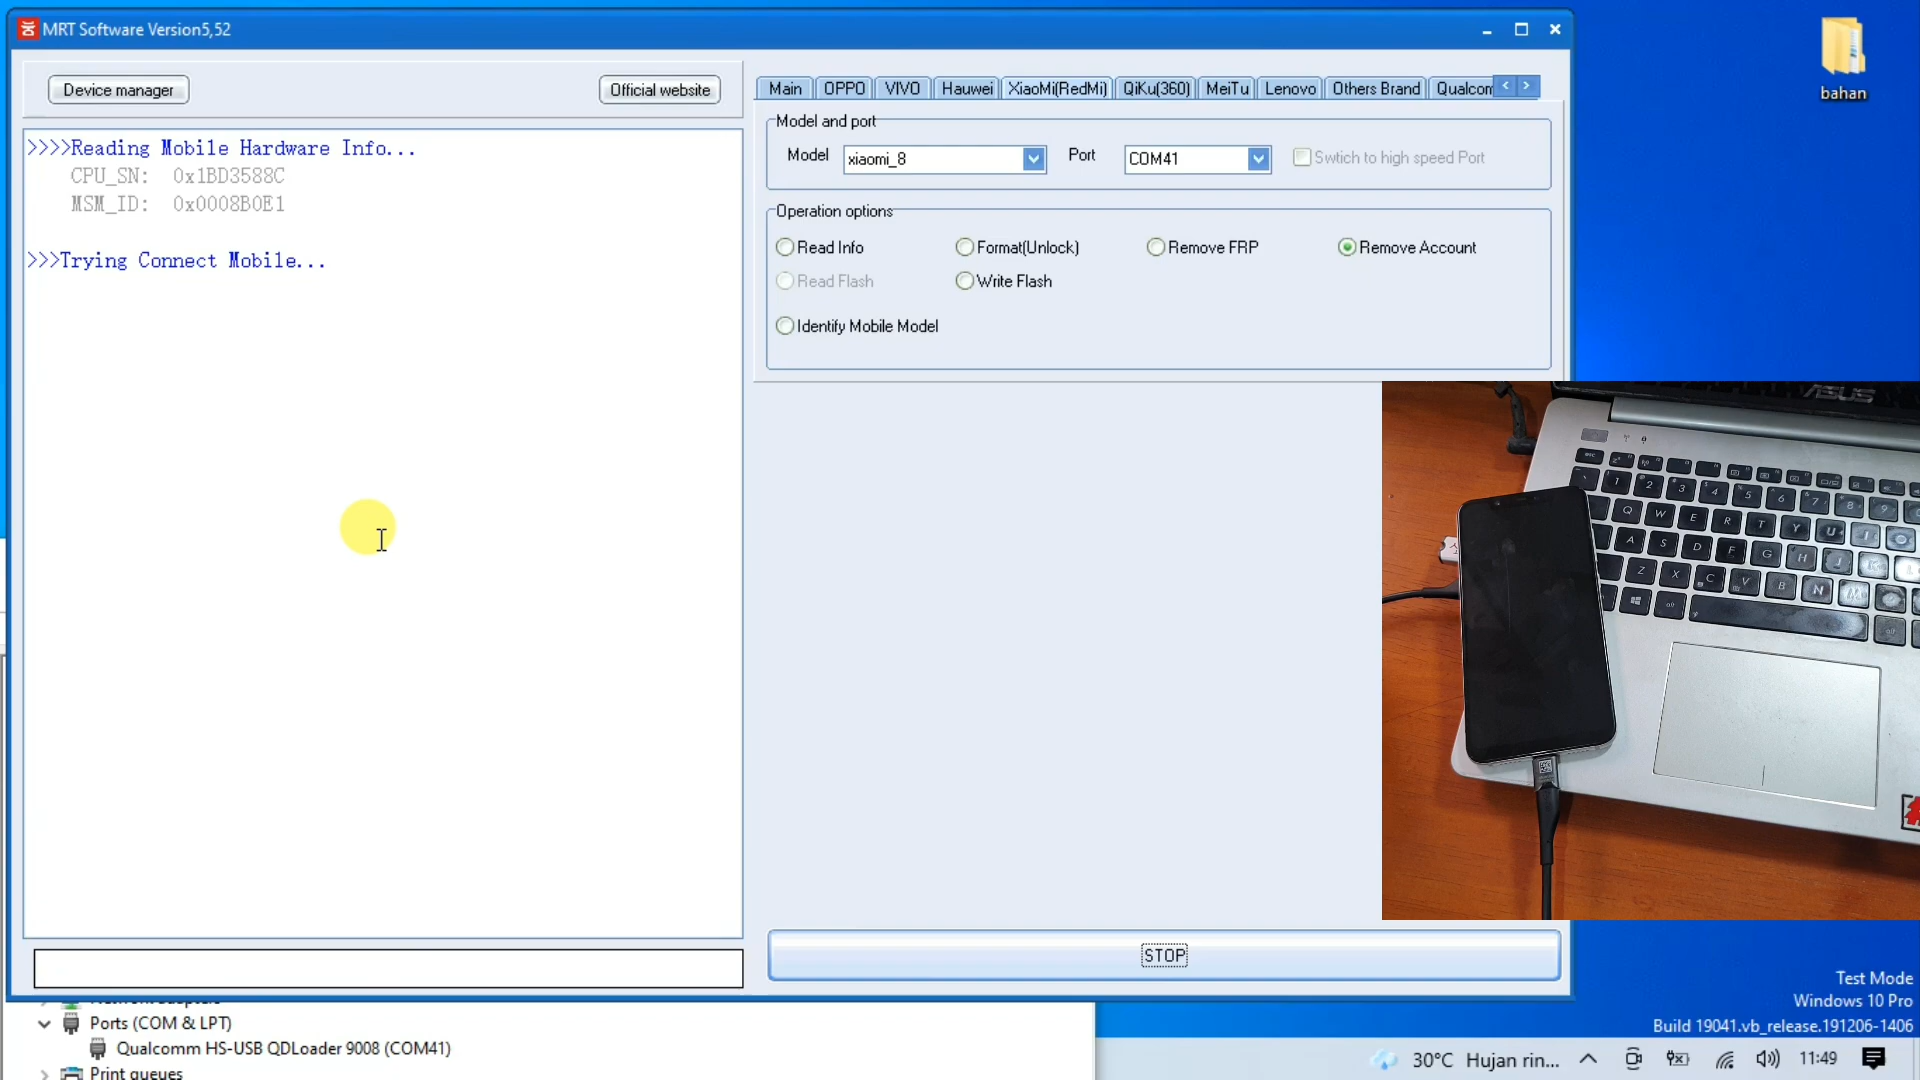 MRT Software Version5,52
bahan
Device manager
Official website
Main
OPPO
VIVO
Hauwei
XiaoMi(RedMi)
QiKu(360)
MeiTu
Lenovo
Others Brand
Qualcom
Model and port
Model
xiaomi_8
Port
COM41
Swtich to high speed Port
Operation options
Read Info
Format(Unlock)
Remove FRP
Remove Account
Read Flash
Write Flash
Identify Mobile Model
>>>>Reading Mobile Hardware Info...
CPU_SN: 0x1BD3588C
MSM_ID: 0x0008B0E1
>>>Trying Connect Mobile...
ASUS
STOP
Network adapters
Ports (COM & LPT)
Qualcomm HS-USB QDLoader 9008 (COM41)
Print queues
Test Mode
Windows 10 Pro
Build 19041.vb_release.191206-1406
30°C Hujan rin...
11:49